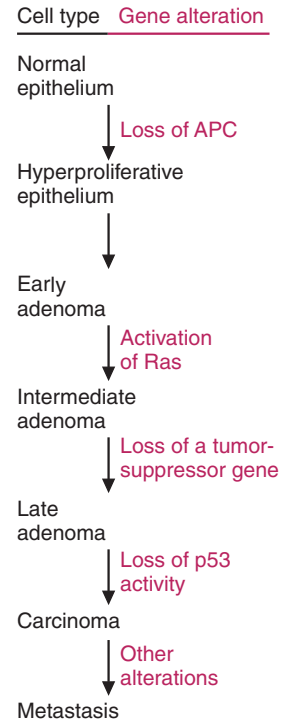 Cell type Gene alteration
Normal
epithelium
Loss of APC
Hyperproliferative
epithelium
Early
adenoma
Activation
of Ras
Intermediate
adenoma
Loss of a tumor-
suppressor gene
Late
adenoma
Loss of p53
activity
Carcinoma
Other
alterations
Metastasis